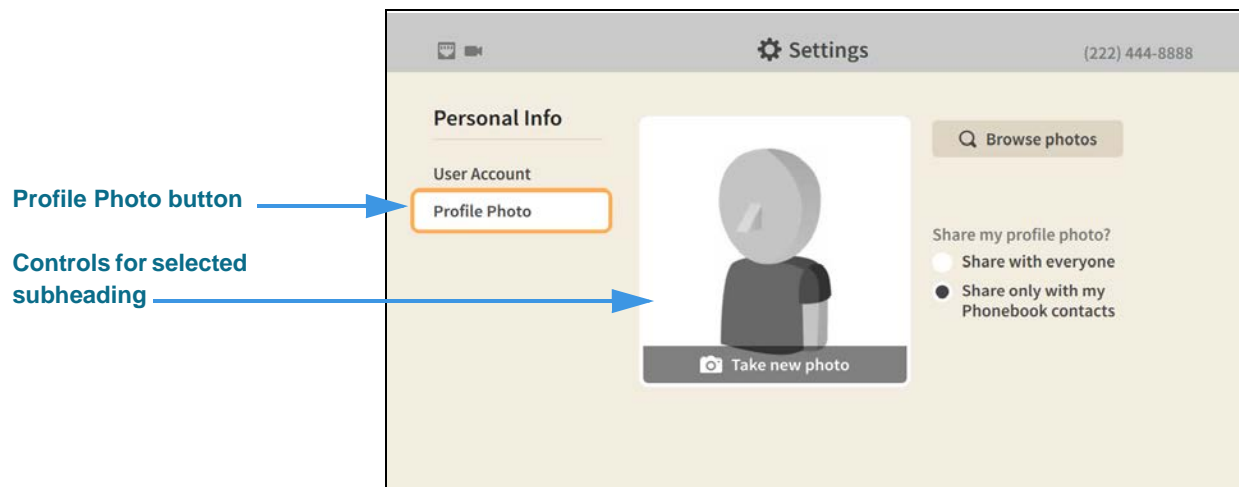 Settings
(222) 444-8888
Personal Info
User Account
Profile Photo
Take new photo
Browse photos
Share my profile photo?
Share with everyone
Share only with my
Phonebook contacts
Profile Photo button
Controls for selected
subheading